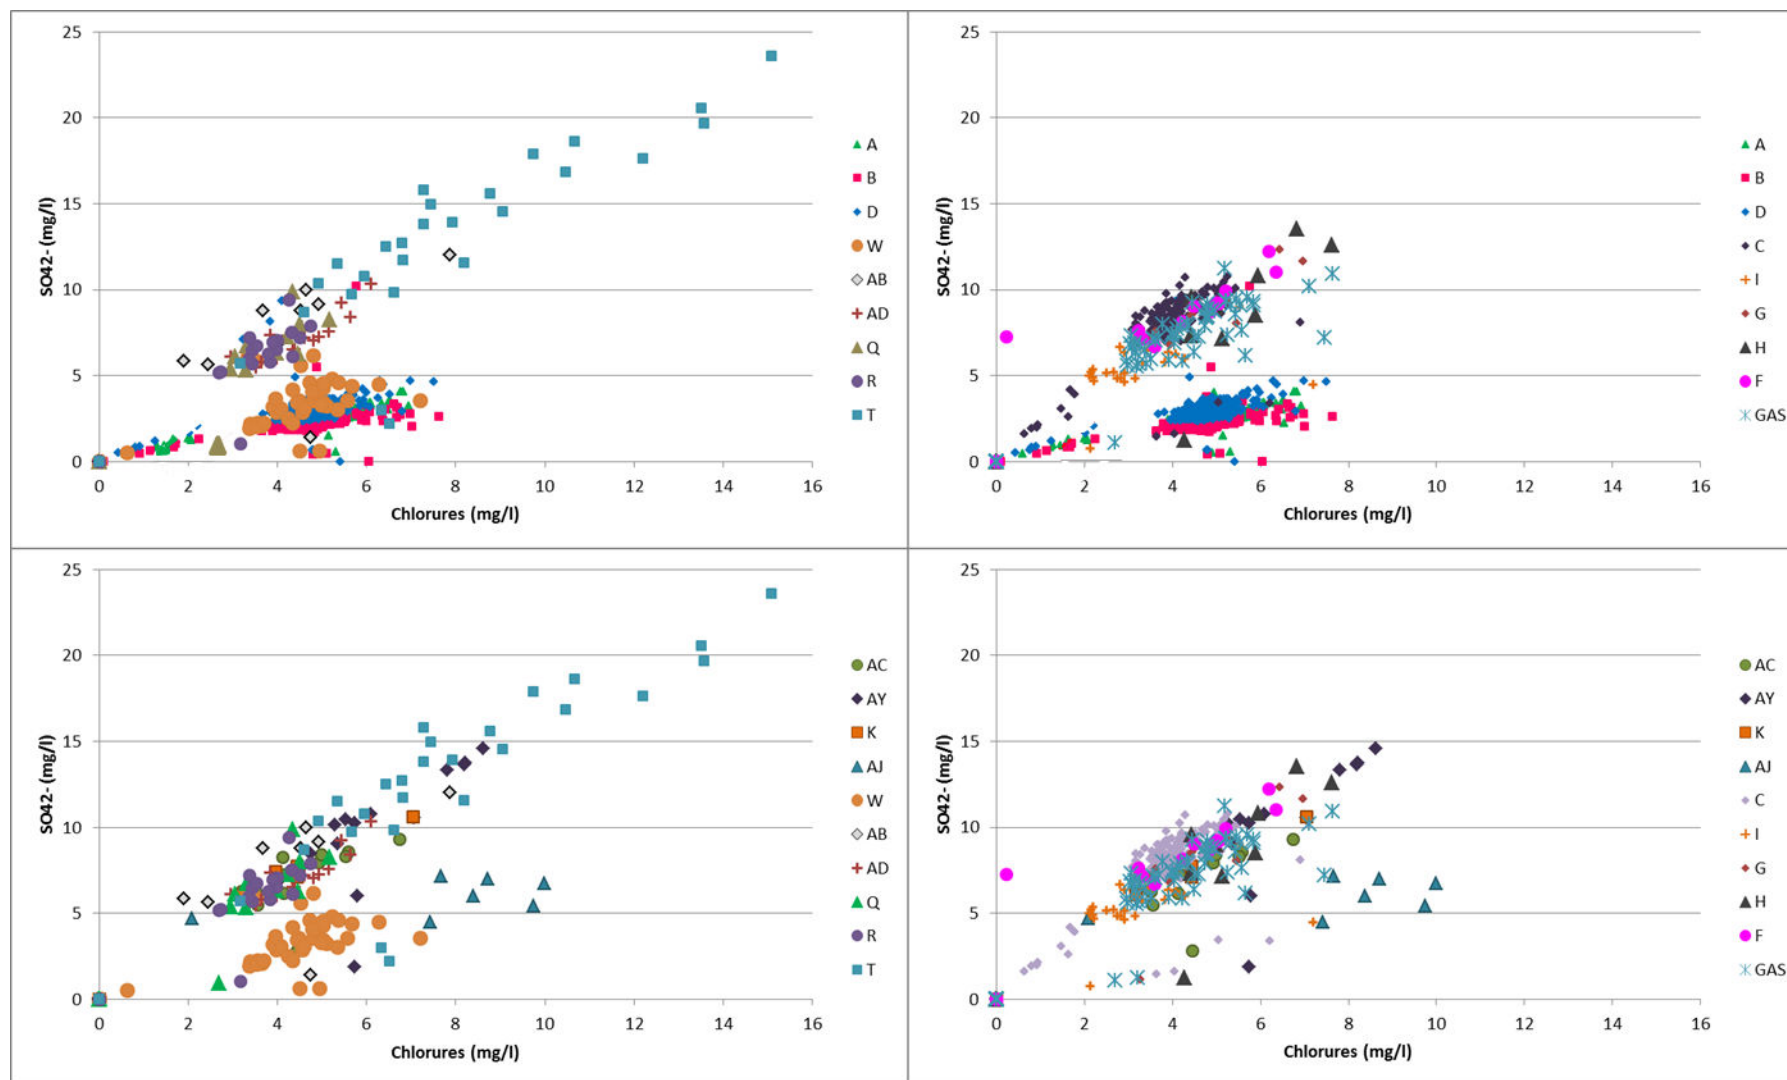 25
20
15
10
5
0
SO42- (mg/l)
0 2 4 6 8 10 12 14 16
Chlorures (mg/l)
A
B
D
W
AB
AD
Q
R
T
25
20
15
10
5
0
SO42- (mg/l)
0 2 4 6 8 10 12 14 16
Chlorures (mg/l)
A
B
D
C
I
G
H
F
GAS
25
20
15
10
5
0
SO42- (mg/l)
0 2 4 6 8 10 12 14 16
Chlorures (mg/l)
AC
AY
K
AJ
W
AB
AD
Q
R
T
25
20
15
10
5
0
SO42- (mg/l)
0 2 4 6 8 10 12 14 16
Chlorures (mg/l)
AC
AY
K
AJ
C
I
G
H
F
GAS